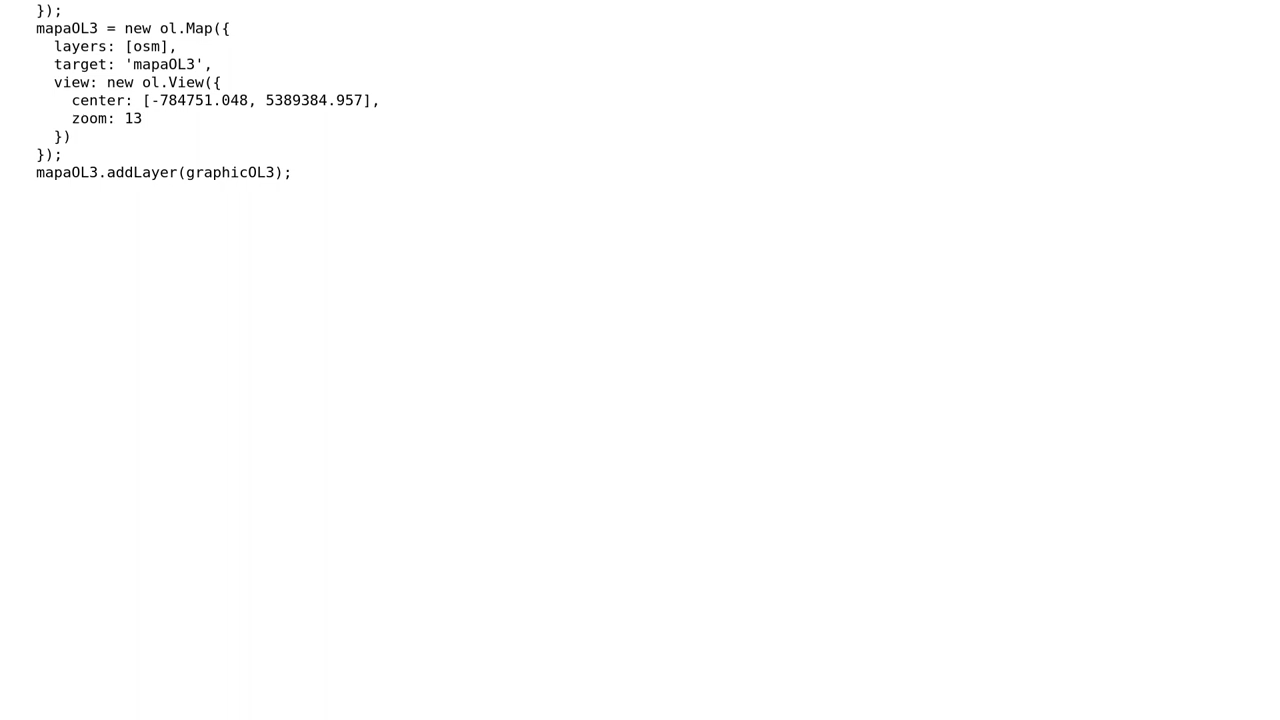 });
mapaOL3 = new ol.Map({
  layers: [osm],
  target: 'mapaOL3',
  view: new ol.View({
    center: [-784751.048, 5389384.957],
    zoom: 13
  })
});
mapaOL3.addLayer(graphicOL3);